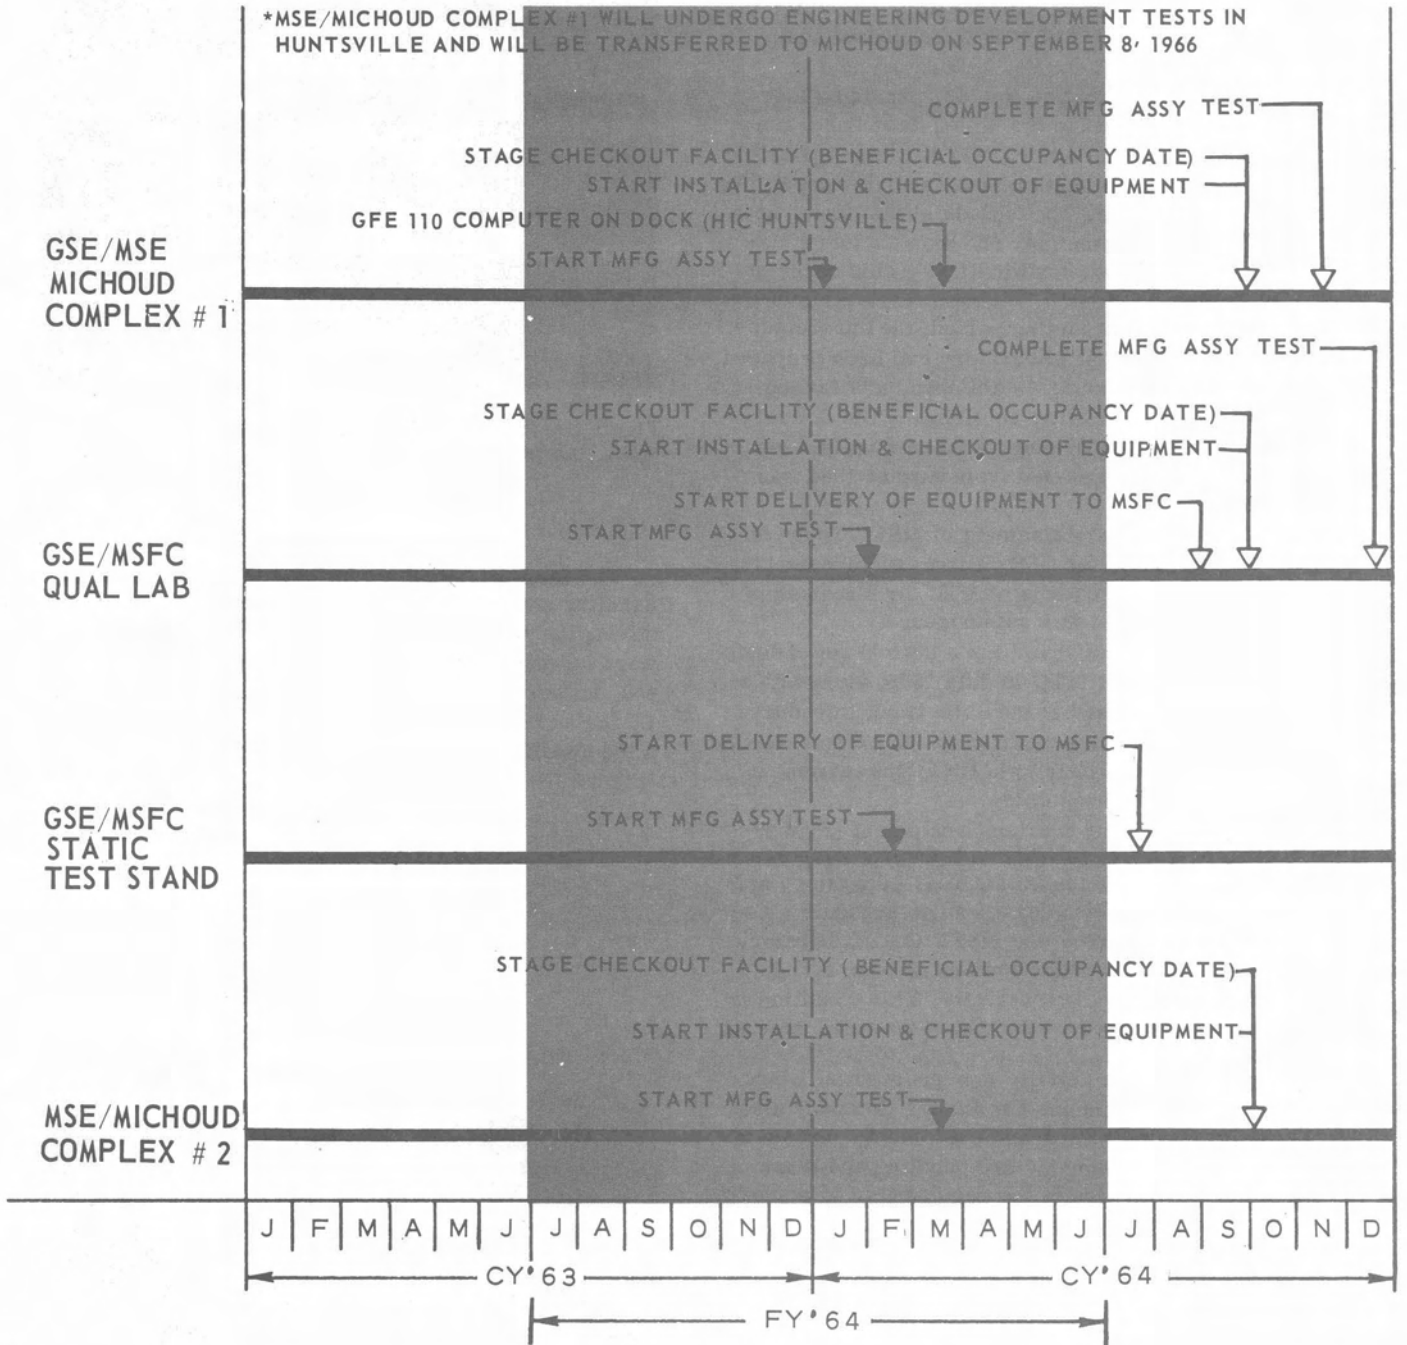 *MSE/MICHOUD COMPLEX #1 WILL UNDERGO ENGINEERING DEVELOPMENT TESTS IN
HUNTSVILLE AND WILL BE TRANSFERRED TO MICHOUD ON SEPTEMBER 8, 1966
COMPLETE MFG ASSY TEST
STAGE CHECKOUT FACILITY (BENEFICIAL OCCUPANCY DATE)
START INSTALLATION & CHECKOUT OF EQUIPMENT
GFE 110 COMPUTER ON DOCK (HIC HUNTSVILLE)
START MFG ASSY TEST
GSE/MSE
MICHOUD
COMPLEX # 1
COMPLETE MFG ASSY TEST
STAGE CHECKOUT FACILITY (BENEFICIAL OCCUPANCY DATE)
START INSTALLATION & CHECKOUT OF EQUIPMENT
START DELIVERY OF EQUIPMENT TO MSFC
START MFG ASSY TEST
GSE/MSFC
QUAL LAB
START DELIVERY OF EQUIPMENT TO MSFC
START MFG ASSY TEST
GSE/MSFC
STATIC
TEST STAND
STAGE CHECKOUT FACILITY (BENEFICIAL OCCUPANCY DATE)
START INSTALLATION & CHECKOUT OF EQUIPMENT
START MFG ASSY TEST
MSE/MICHOUD
COMPLEX # 2
J F M A M J J A S O N D J F M A M J J A S O N D
CY'63 CY'64
FY'64